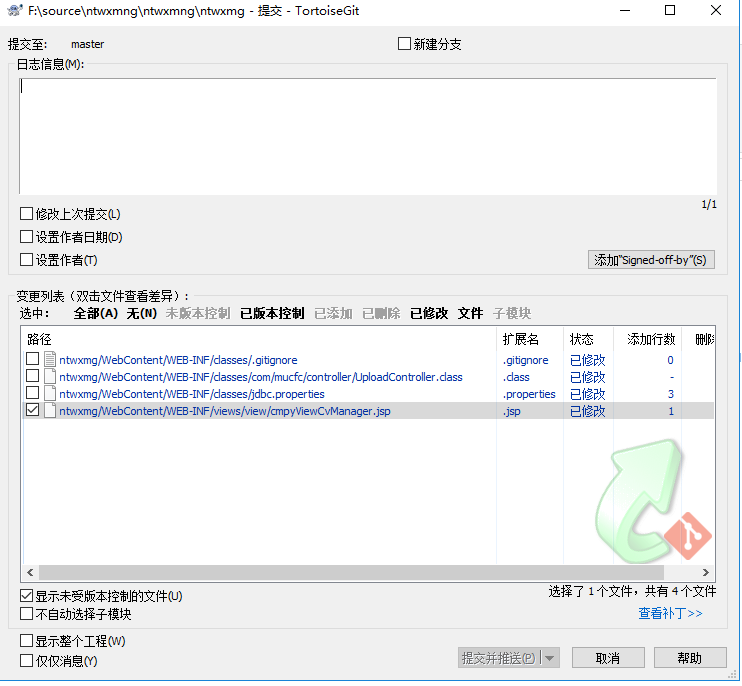 F:\source\ntwxmng\ntwxmng\ntwxmg - 提交 - TortoiseGit
提交至: master 新建分支
日志信息(M):
1/1
修改上次提交(L)
设置作者日期(D)
设置作者(T) 添加"Signed-off-by"(S)
变更列表（双击文件查看差异）:
选中: 全部(A) 无(N) 未版本控制 已版本控制 已添加 已删除 已修改 文件 子模块
路径 扩展名 状态 添加行数
ntwxmg/WebContent/WEB-INF/classes/.gitignore .gitignore 已修改 0
ntwxmg/WebContent/WEB-INF/classes/com/mucfc/controller/UploadController.class .class 已修改 -
ntwxmg/WebContent/WEB-INF/classes/jdbc.properties .properties 已修改 3
ntwxmg/WebContent/WEB-INF/views/view/cmpyViewCvManager.jsp .jsp 已修改 1
显示未受版本控制的文件(U) 选择了 1 个文件，共有 4 个文件
不自动选择子模块 查看补丁>>
显示整个工程(W)
仅仅消息(Y) 提交并推送(P) 取消 帮助